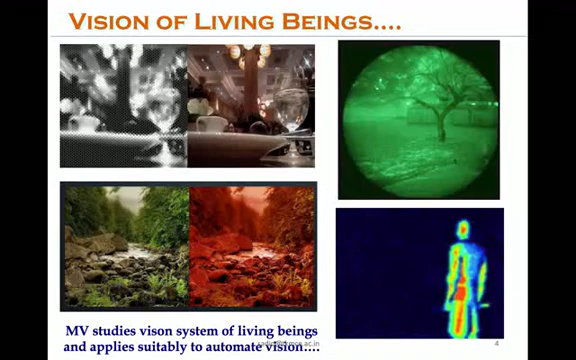 VISION OF LIVING BEINGS....
MV studies vison system of living beings
and applies suitably to automate vision....
4